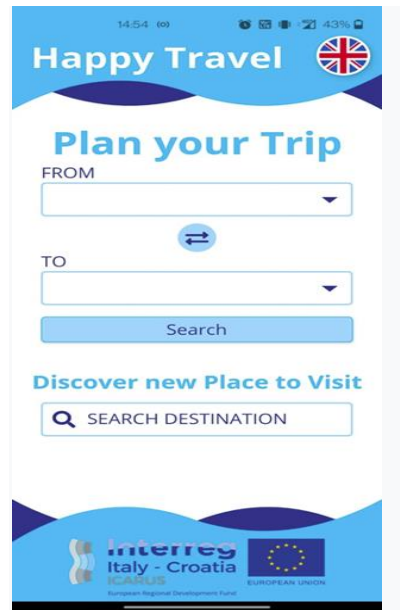 14:54
43%
Happy Travel
Plan your Trip
FROM
TO
Search
Discover new Place to Visit
SEARCH DESTINATION
Interreg
Italy - Croatia
ICARUS
European Regional Development Fund
EUROPEAN UNION